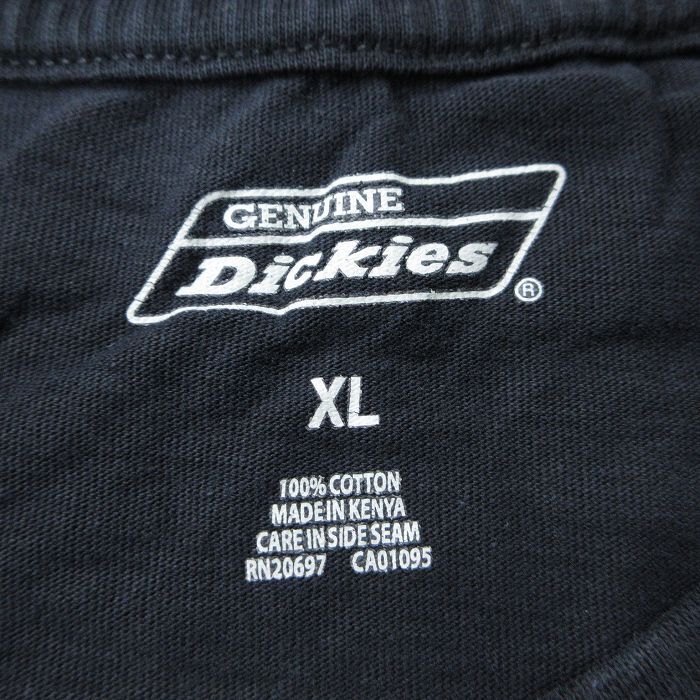 GENUINE
Dickies®
XL
100% COTTON
MADE IN KENYA
CARE IN SIDE SEAM
RN20697 CA01095